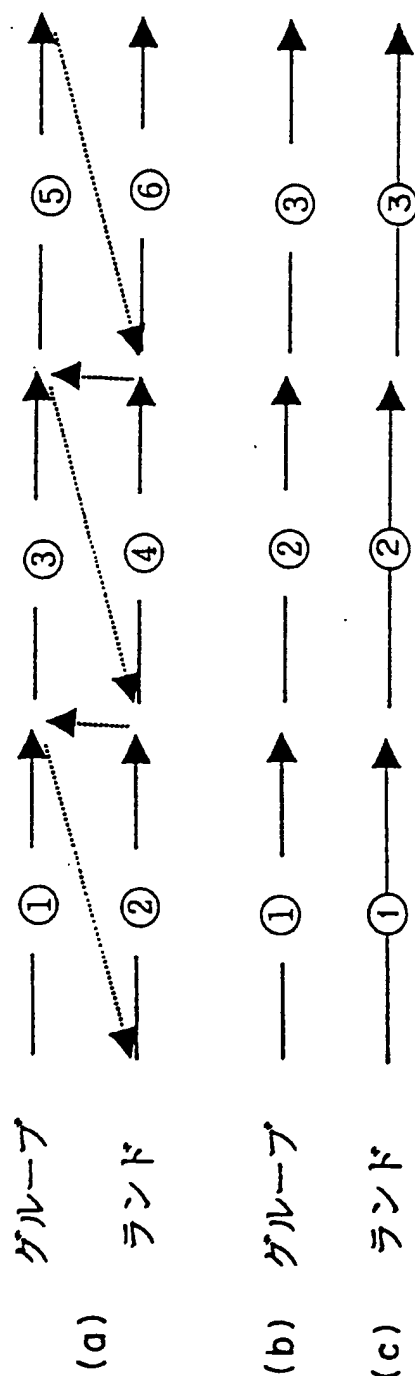 グルーブ ① ③ ⑤
(a)
ランド ② ④ ⑥
(b) グルーブ ① ② ③
(c) ランド ① ② ③